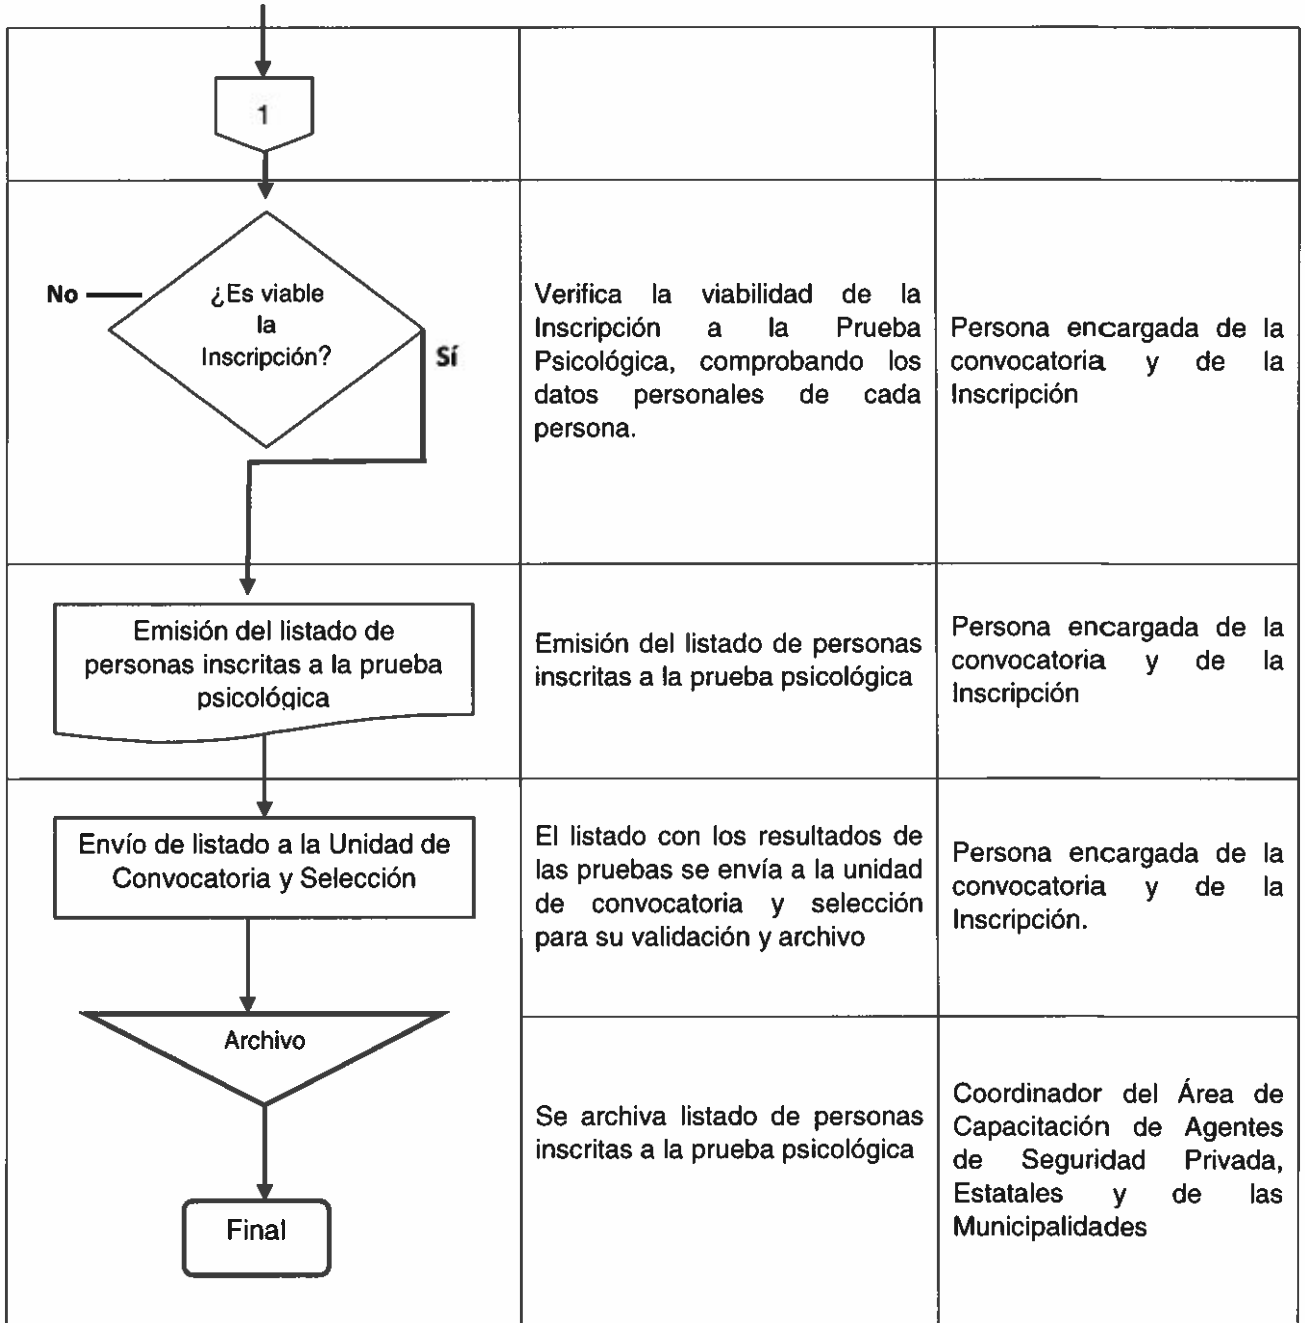 1
No
¿Es viable
la
Inscripción?
Sí
Verifica la viabilidad de la
Inscripción a la Prueba
Psicológica, comprobando los
datos personales de cada
persona.
Persona encargada de la
convocatoria y de la
Inscripción
Emisión del listado de
personas inscritas a la prueba
psicológica
Emisión del listado de personas
inscritas a la prueba psicológica
Persona encargada de la
convocatoria y de la
Inscripción
Envío de listado a la Unidad de
Convocatoria y Selección
El listado con los resultados de
las pruebas se envía a la unidad
de convocatoria y selección
para su validación y archivo
Persona encargada de la
convocatoria y de la
Inscripción.
Archivo
Se archiva listado de personas
inscritas a la prueba psicológica
Coordinador del Área de
Capacitación de Agentes
de Seguridad Privada,
Estatales y de las
Municipalidades
Final